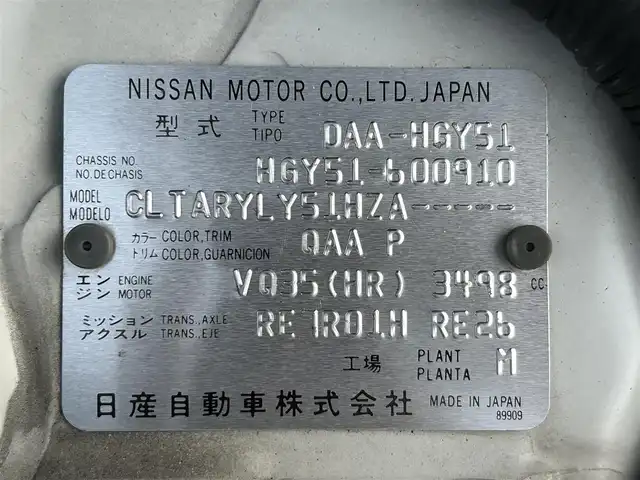 NISSAN MOTOR CO.,LTD. JAPAN
型式 TYPE TIPO DAA-HGY51
CHASSIS NO. NO.DE CHASIS HGY51-600910
MODEL MODELO CLTARYLY51HZA-----
カラー COLOR,TRIM トリム COLOR,GUARNICION QAA P
エンジン ENGINE MOTOR VQ35(HR) 3498 CC
ミッション TRANS.,AXLE アクスル TRANS.,EJE RE1R01H RE26
工場 PLANT PLANTA M
日産自動車株式会社 MADE IN JAPAN
89909